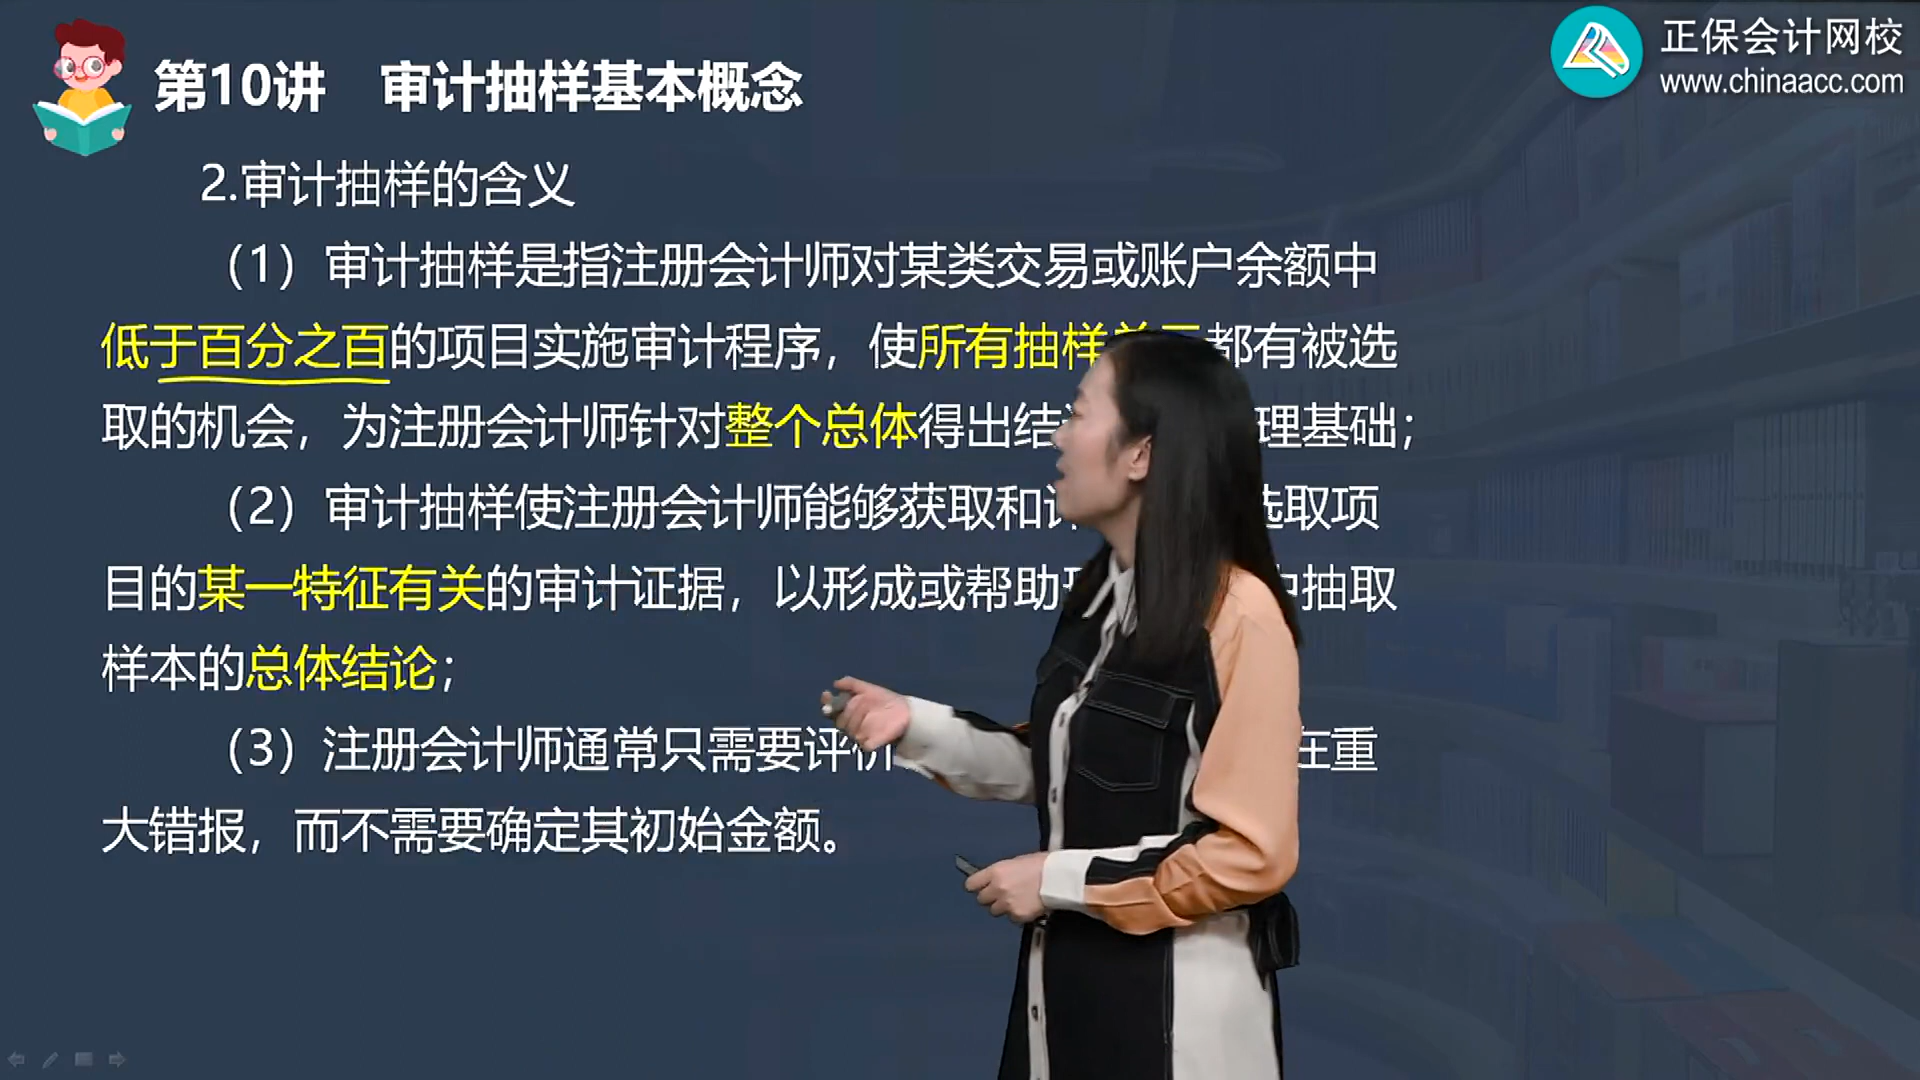 正保会计网校
www.chinaacc.com
第10讲 审计抽样基本概念
2.审计抽样的含义
（1）审计抽样是指注册会计师对某类交易或账户余额中
低于百分之百的项目实施审计程序，使所有抽样 都有被选
取的机会，为注册会计师针对整个总体得出结 理基础；
（2）审计抽样使注册会计师能够获取和 选取项
目的某一特征有关的审计证据，以形成或帮助 中抽取
样本的总体结论；
（3）注册会计师通常只需要评价 在重
大错报，而不需要确定其初始金额。